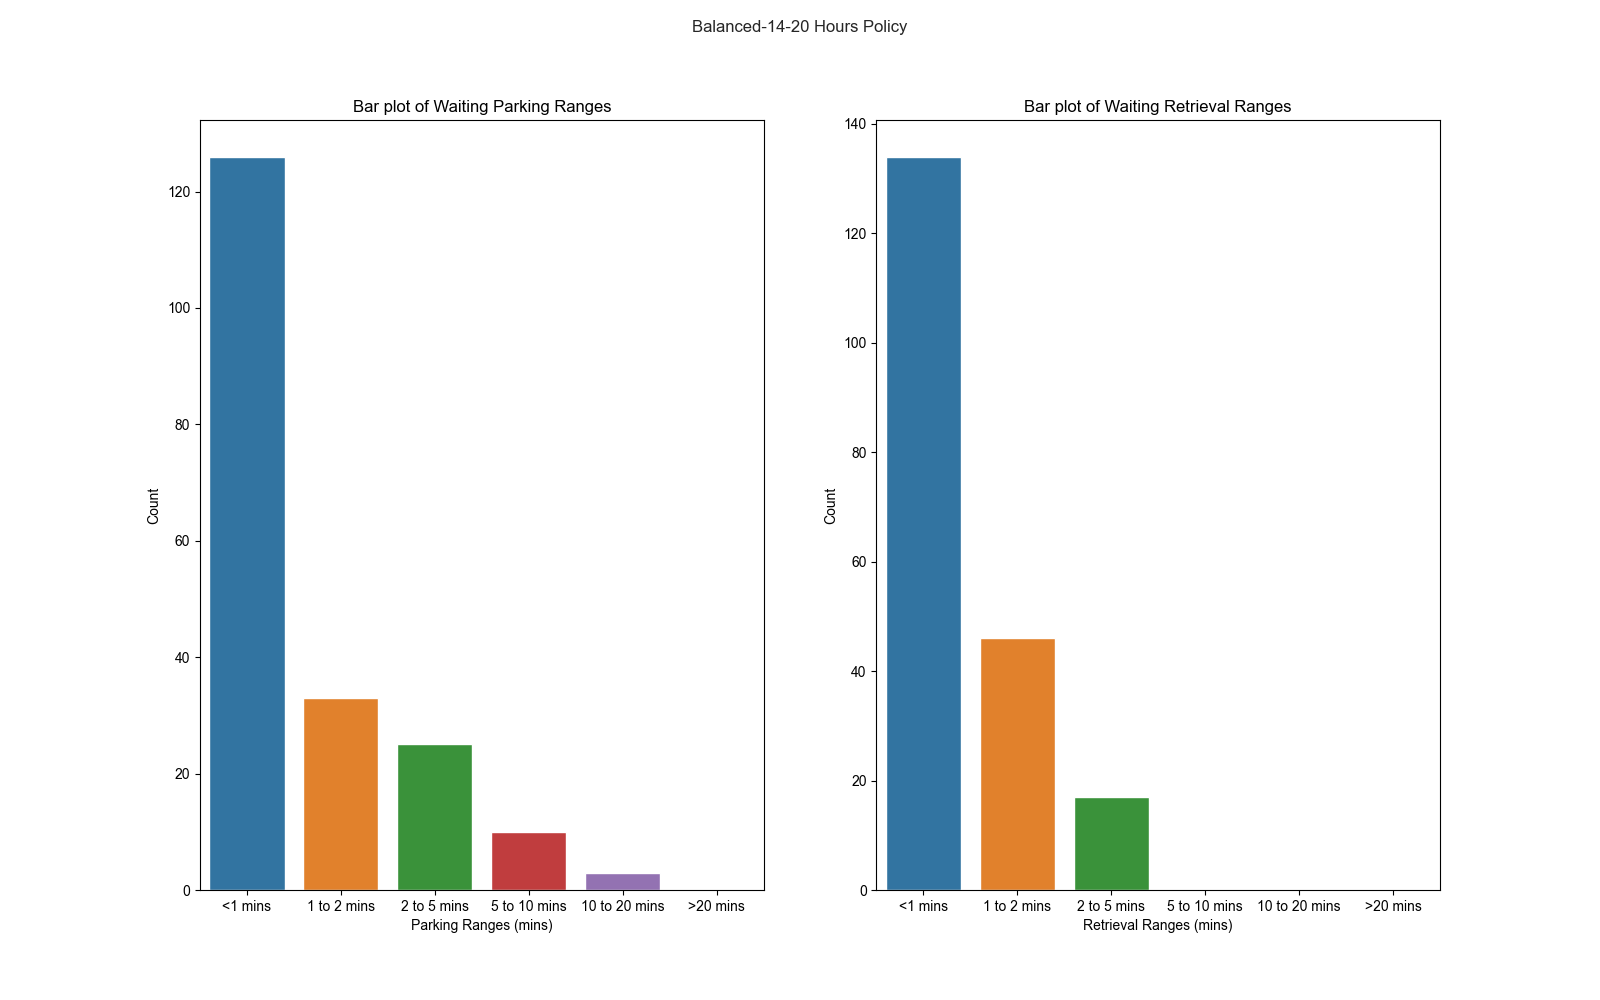 Balanced-14-20 Hours Policy
Bar plot of Waiting Parking Ranges
120
100
80
60
40
20
0
Count
<1 mins 1 to 2 mins 2 to 5 mins 5 to 10 mins 10 to 20 mins >20 mins
Parking Ranges (mins)
Bar plot of Waiting Retrieval Ranges
140
120
100
80
60
40
20
0
Count
<1 mins 1 to 2 mins 2 to 5 mins 5 to 10 mins 10 to 20 mins >20 mins
Retrieval Ranges (mins)